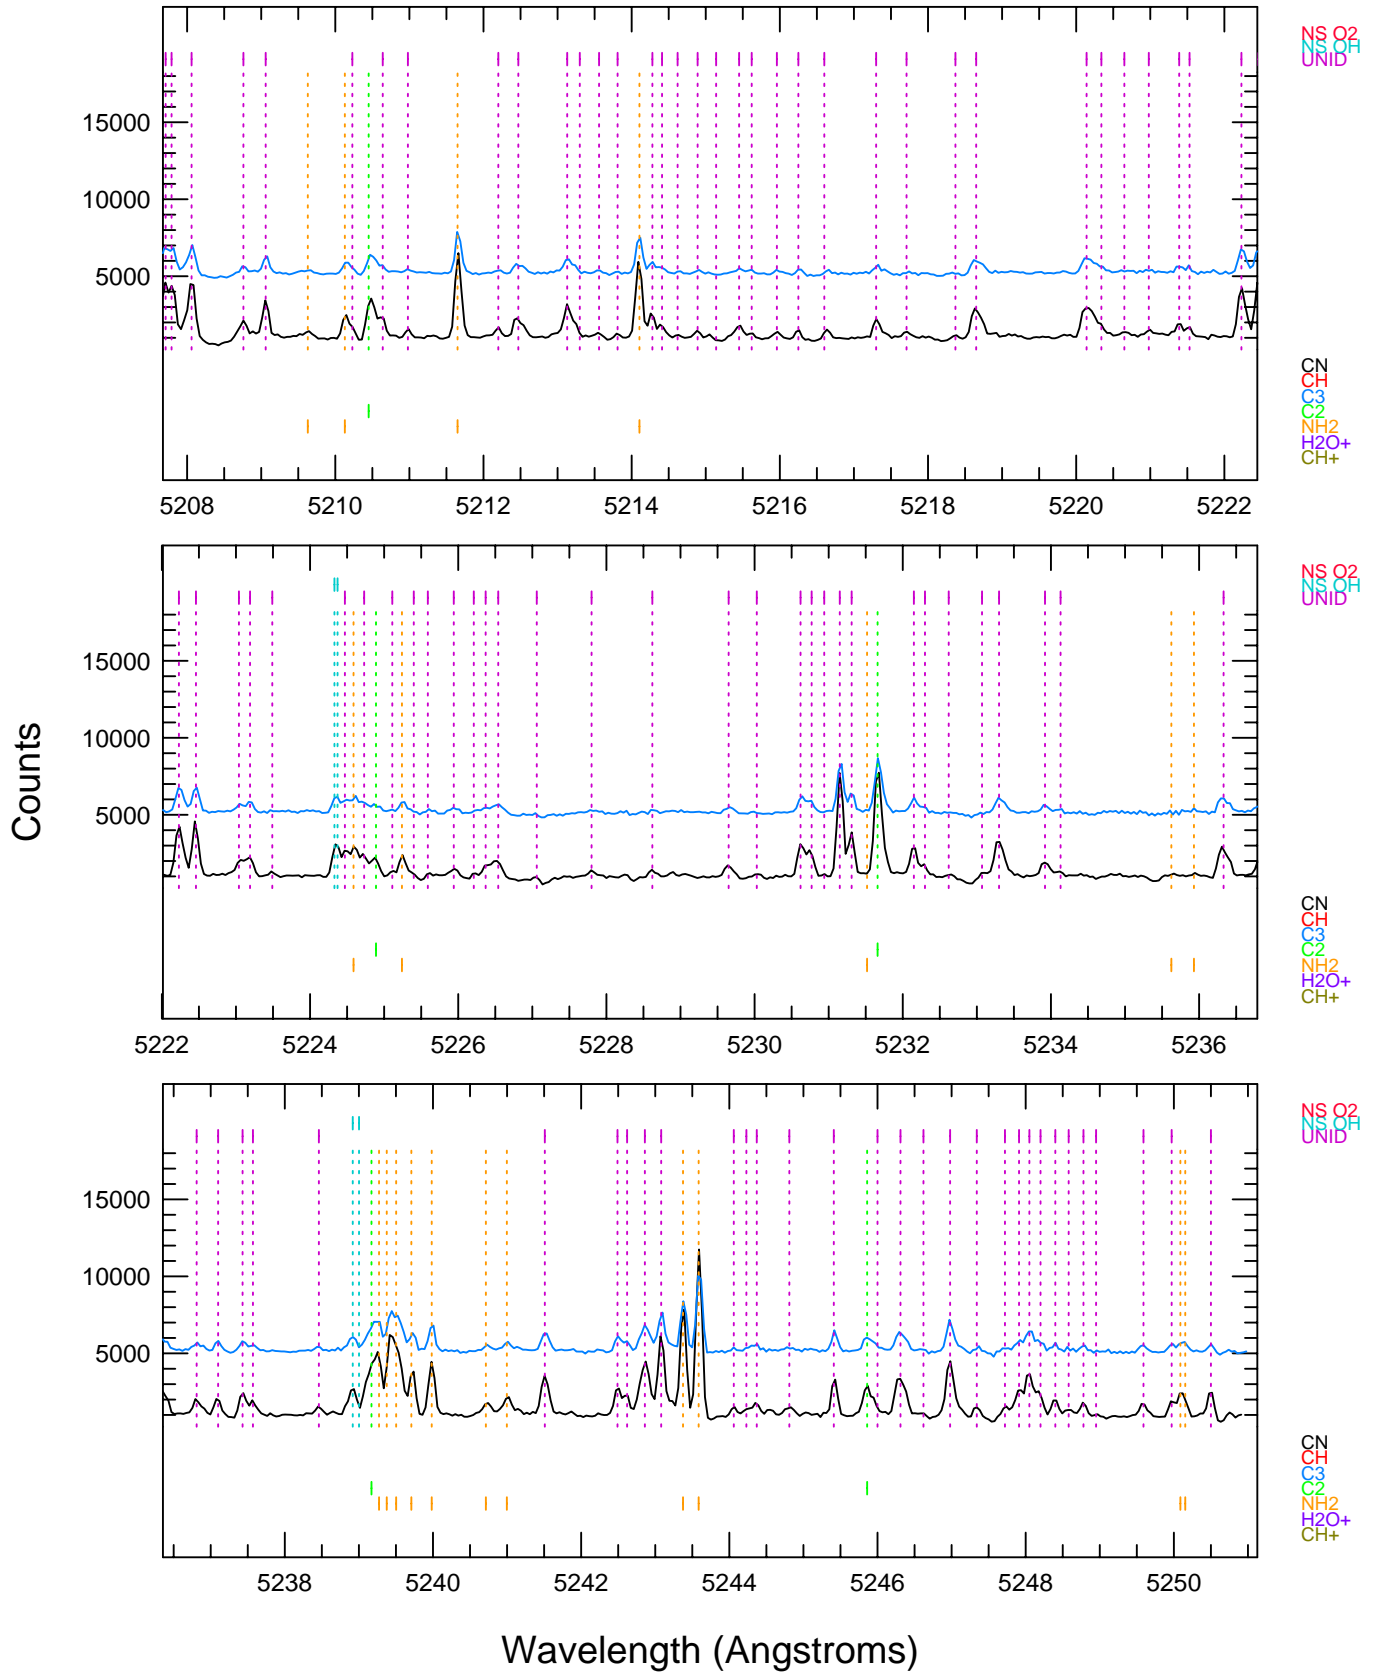 NS O2
NS OH
UNID
15000
10000
5000
CN
CH
C3
C2
NH2
H2O+
CH+
5208 5210 5212 5214 5216 5218 5220 5222
NS O2
NS OH
UNID
15000
10000
5000
Counts
CN
CH
C3
C2
NH2
H2O+
CH+
5222 5224 5226 5228 5230 5232 5234 5236
NS O2
NS OH
UNID
15000
10000
5000
CN
CH
C3
C2
NH2
H2O+
CH+
5238 5240 5242 5244 5246 5248 5250
Wavelength (Angstroms)